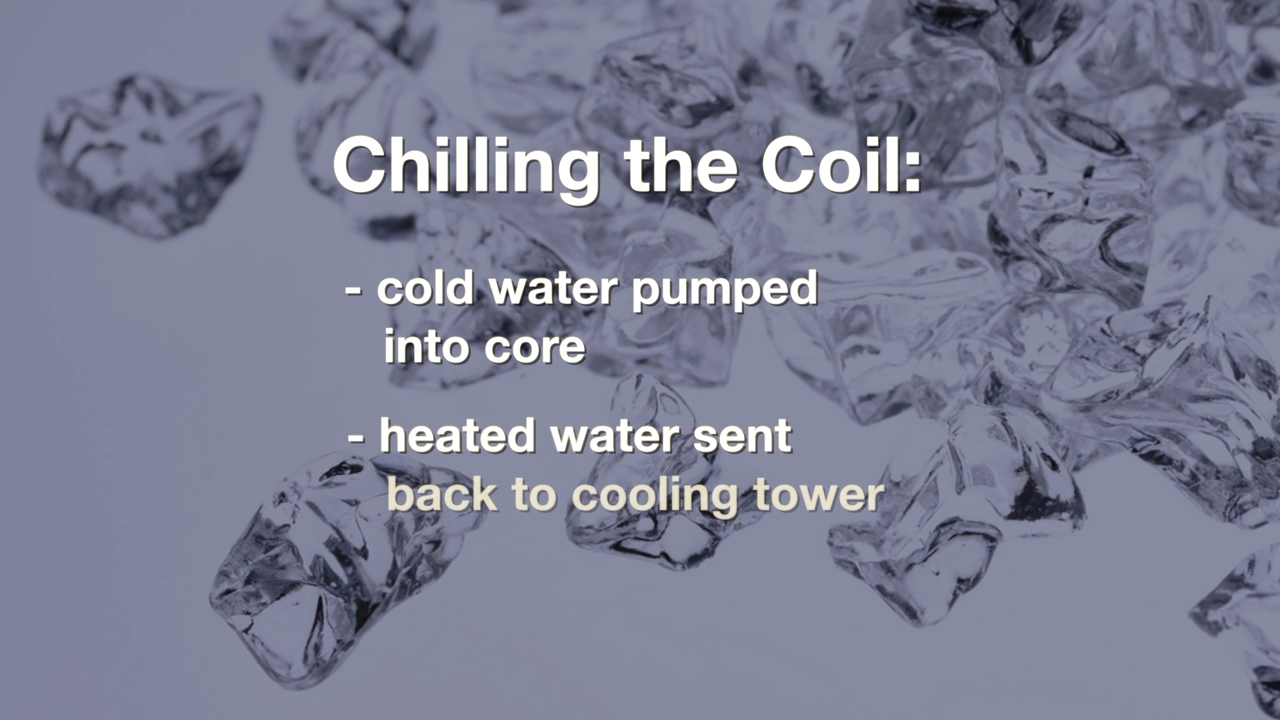 Chilling the Coil:
- cold water pumped
into core
- heated water sent
back to cooling tower